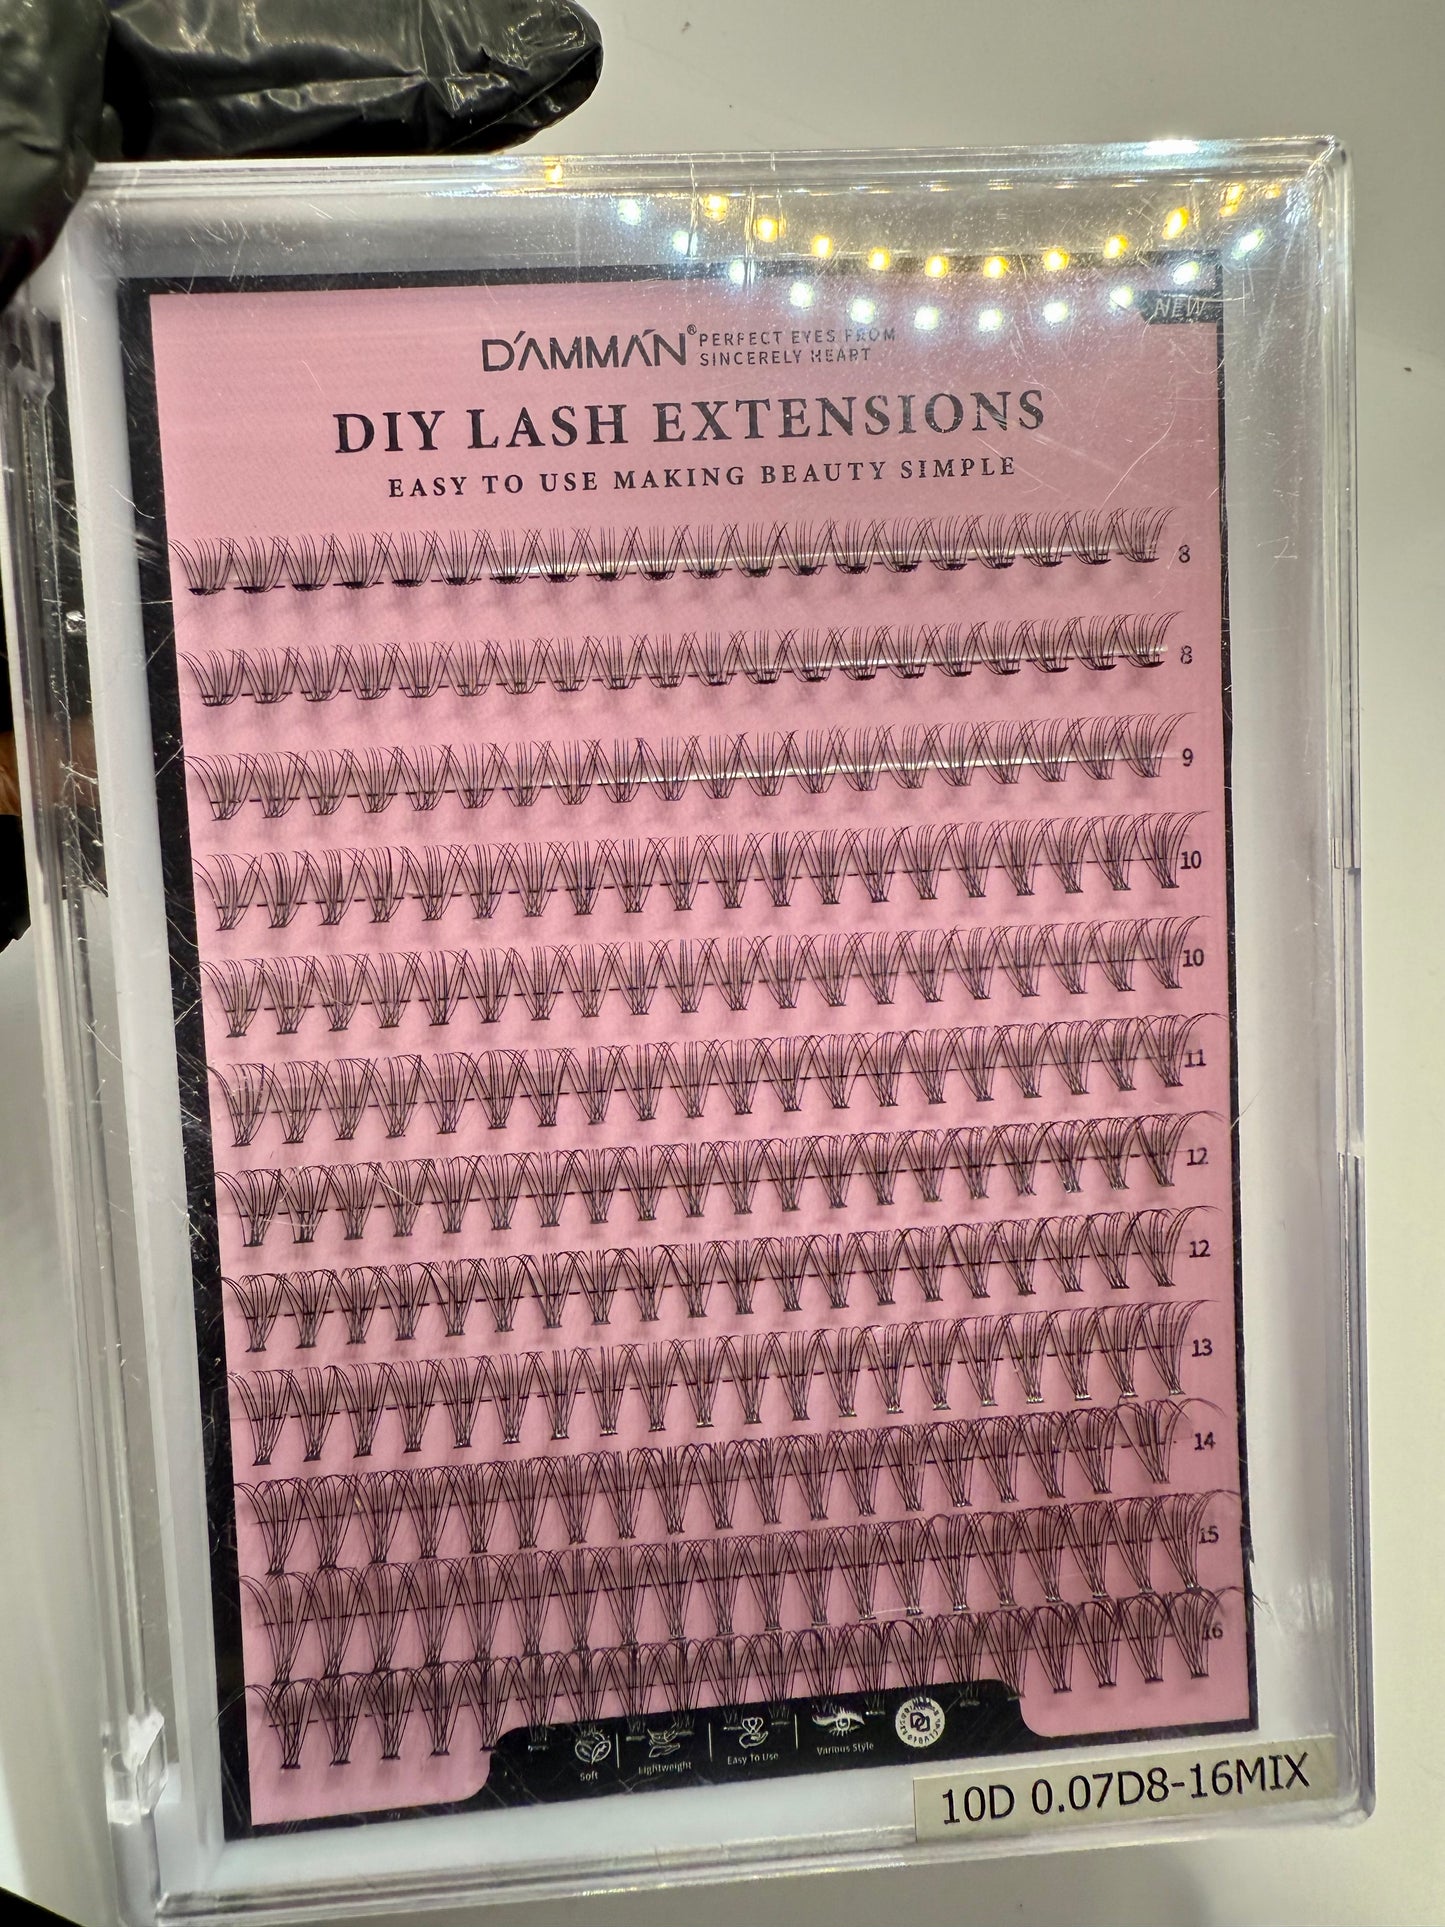 NEW
D'AMMÁN® PERFECT EYES FROM
SINCERELY HEART
DIY LASH EXTENSIONS
EASY TO USE MAKING BEAUTY SIMPLE
8
8
9
10
10
11
12
12
13
14
15
16
Soft
Lightweight
Easy To Use
Various Style
10D 0.07D8-16MIX